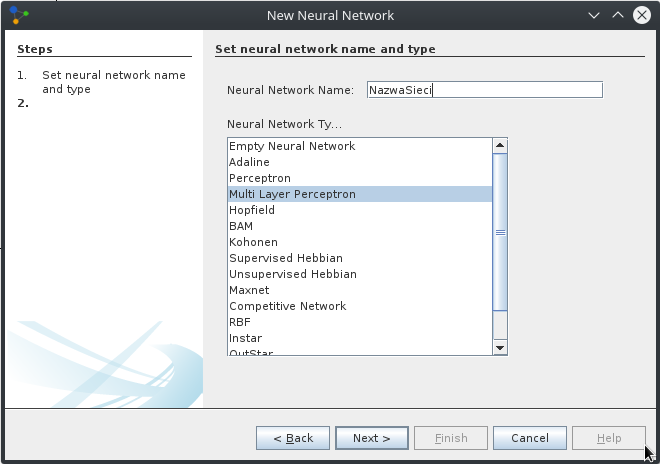 New Neural Network
Steps
1. Set neural network name
and type
2.
Set neural network name and type
Neural Network Name: NazwaSieci
Neural Network Ty...
Empty Neural Network
Adaline
Perceptron
Multi Layer Perceptron
Hopfield
BAM
Kohonen
Supervised Hebbian
Unsupervised Hebbian
Maxnet
Competitive Network
RBF
Instar
OutStar
< Back Next > Finish Cancel Help